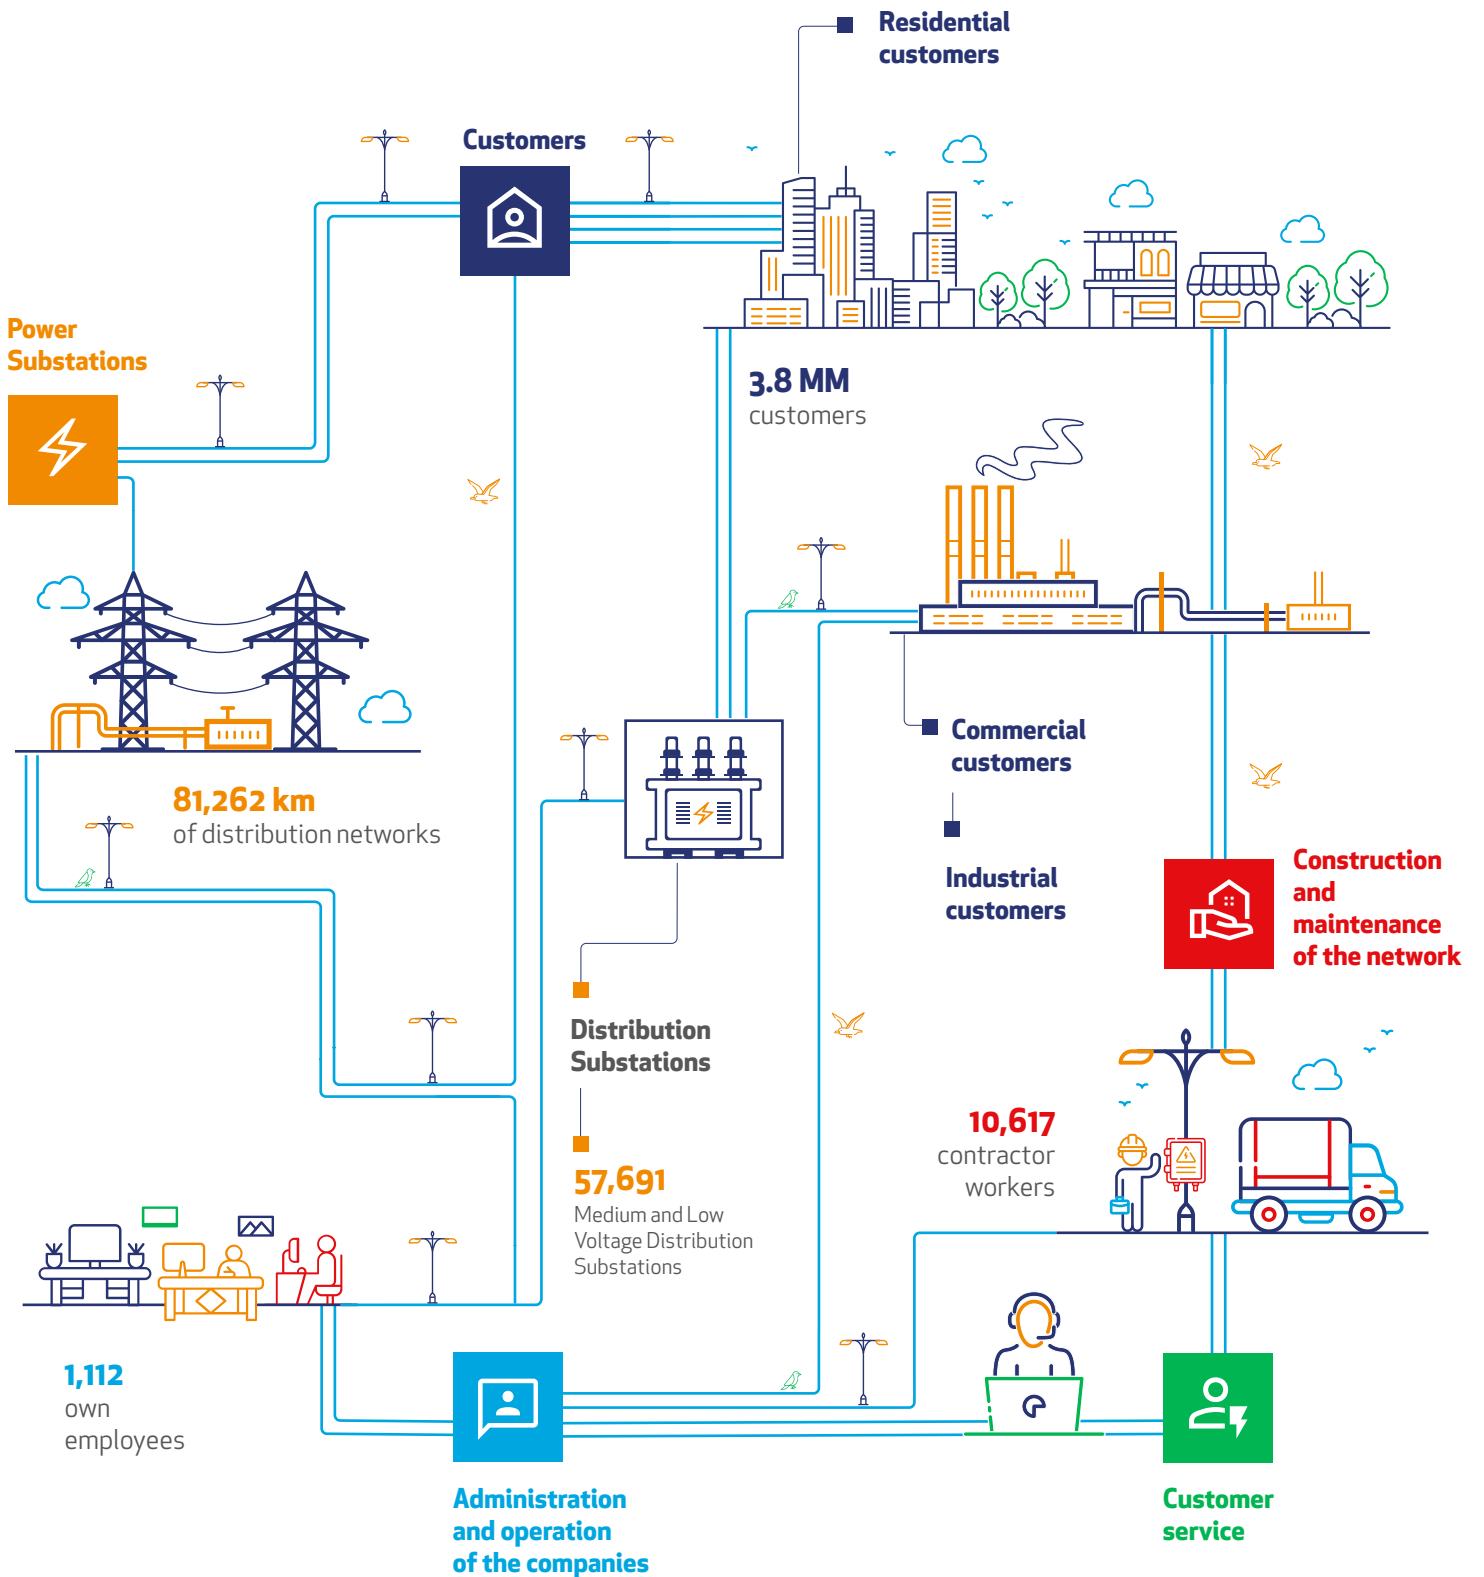 Residential
customers
Customers
Power
Substations
3.8 MM
customers
81,262 km
of distribution networks
Commercial
customers
Industrial
customers
Construction
and
maintenance
of the network
Distribution
Substations
57,691
Medium and Low
Voltage Distribution
Substations
10,617
contractor
workers
1,112
own
employees
Administration
and operation
of the companies
Customer
service